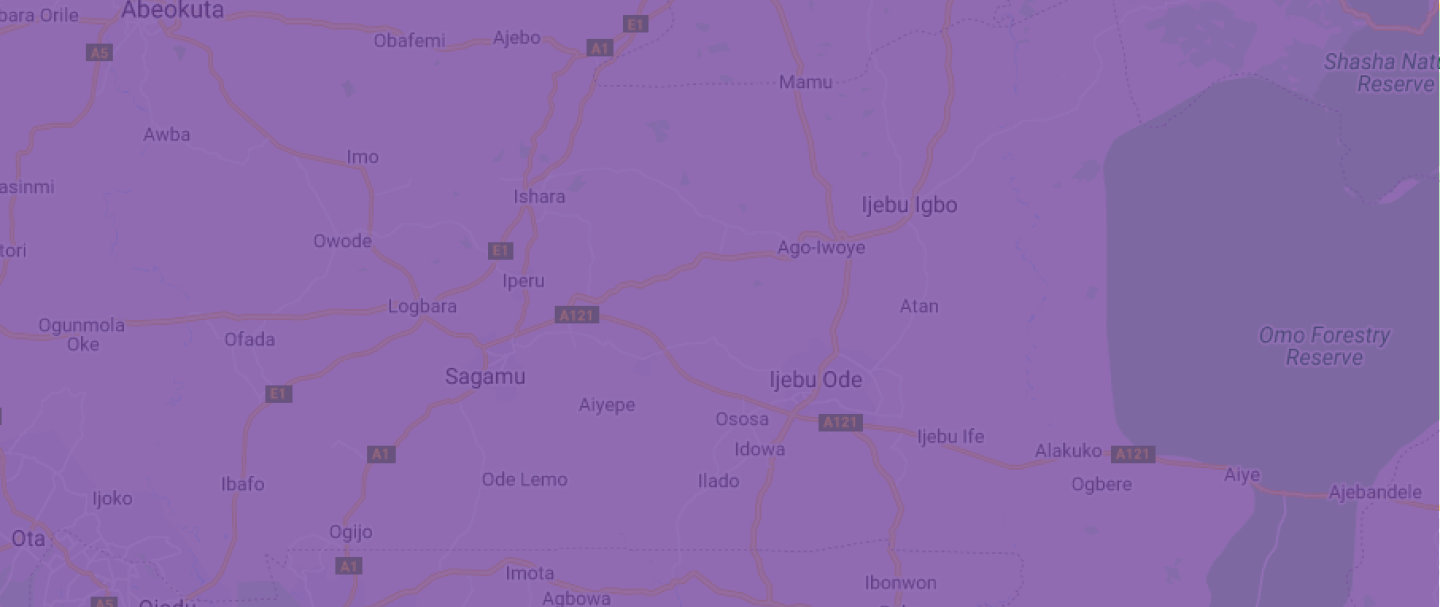 Abeokuta
bara Orile
E1
Obafemi
Ajebo
A1
A5
Shasha Natu
Reserve
Mamu
Awba
Imo
asinmi
Ishara
Ijebu Igbo
Owode
tori
E1
Ago-Iwoye
Iperu
Logbara
Atan
A121
Ogunmola
Oke
Ofada
Omo Forestry
Reserve
Sagamu
Ijebu Ode
E1
Aiyepe
Ososa
A121
Ijebu Ife
Idowa
Alakuko
A121
A1
Aiye
Ibafo
Ode Lemo
Ilado
Ogbere
Ajebandele
Ijoko
Ogijo
Ota
A1
Imota
Ibonwon
Agbowa
A5
Ojodu